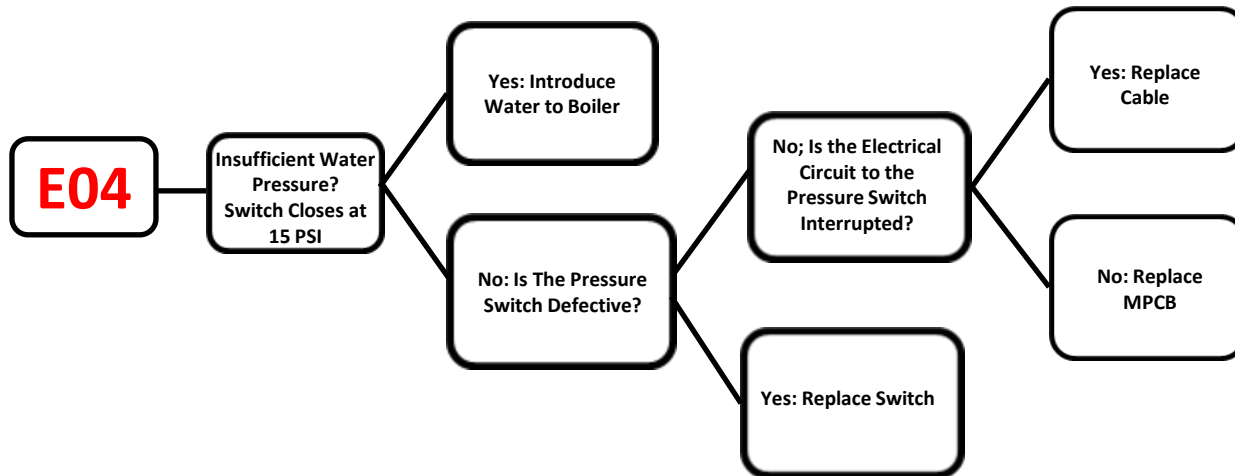 E04
Insufficient Water
Pressure?
Switch Closes at
15 PSI
Yes: Introduce
Water to Boiler
No: Is The Pressure
Switch Defective?
No; Is the Electrical
Circuit to the
Pressure Switch
Interrupted?
Yes: Replace Switch
Yes: Replace
Cable
No: Replace
MPCB